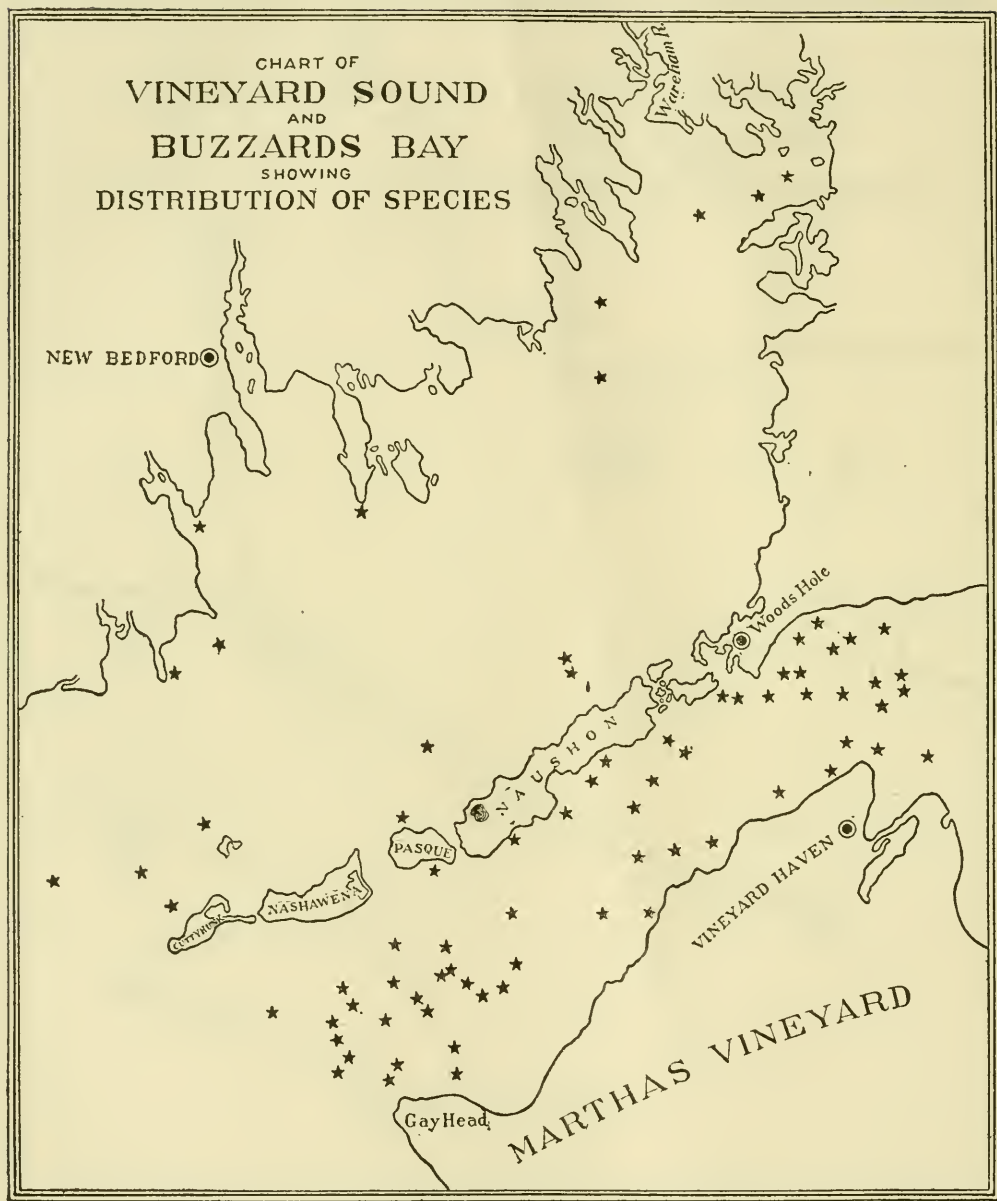 CHART OF
VINEYARD SOUND
AND
BUZZARDS BAY
SHOWING
DISTRIBUTION OF SPECIES
Wareham R.
NEW BEDFORD
Woods Hole
NAUSHON
PASQUE
NASHAWENA
CUTTYHUNK
VINEYARD HAVEN
MARTHAS VINEYARD
Gay Head